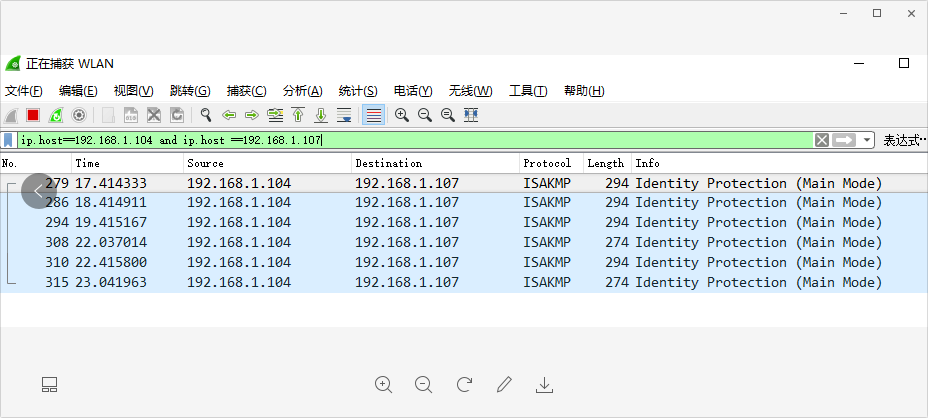 正在捕获 WLAN
文件(F) 编辑(E) 视图(V) 跳转(G) 捕获(C) 分析(A) 统计(S) 电话(Y) 无线(W) 工具(T) 帮助(H)
ip.host==192.168.1.104 and ip.host ==192.168.1.107 表达式…
No. Time Source Destination Protocol Length Info
279 17.414333 192.168.1.104 192.168.1.107 ISAKMP 294 Identity Protection (Main Mode)
286 18.414911 192.168.1.104 192.168.1.107 ISAKMP 294 Identity Protection (Main Mode)
294 19.415167 192.168.1.104 192.168.1.107 ISAKMP 294 Identity Protection (Main Mode)
308 22.037014 192.168.1.104 192.168.1.107 ISAKMP 274 Identity Protection (Main Mode)
310 22.415800 192.168.1.104 192.168.1.107 ISAKMP 294 Identity Protection (Main Mode)
315 23.041963 192.168.1.104 192.168.1.107 ISAKMP 274 Identity Protection (Main Mode)